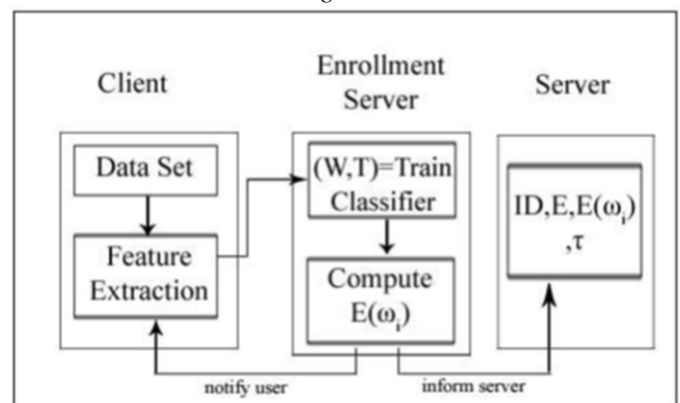 Client
Enrollment
Server
Server
Data Set
Feature
Extraction
(W,T)=Train
Classifier
Compute
E(ωᵢ)
ID,E,E(ωᵢ)
,τ
notify user
inform server